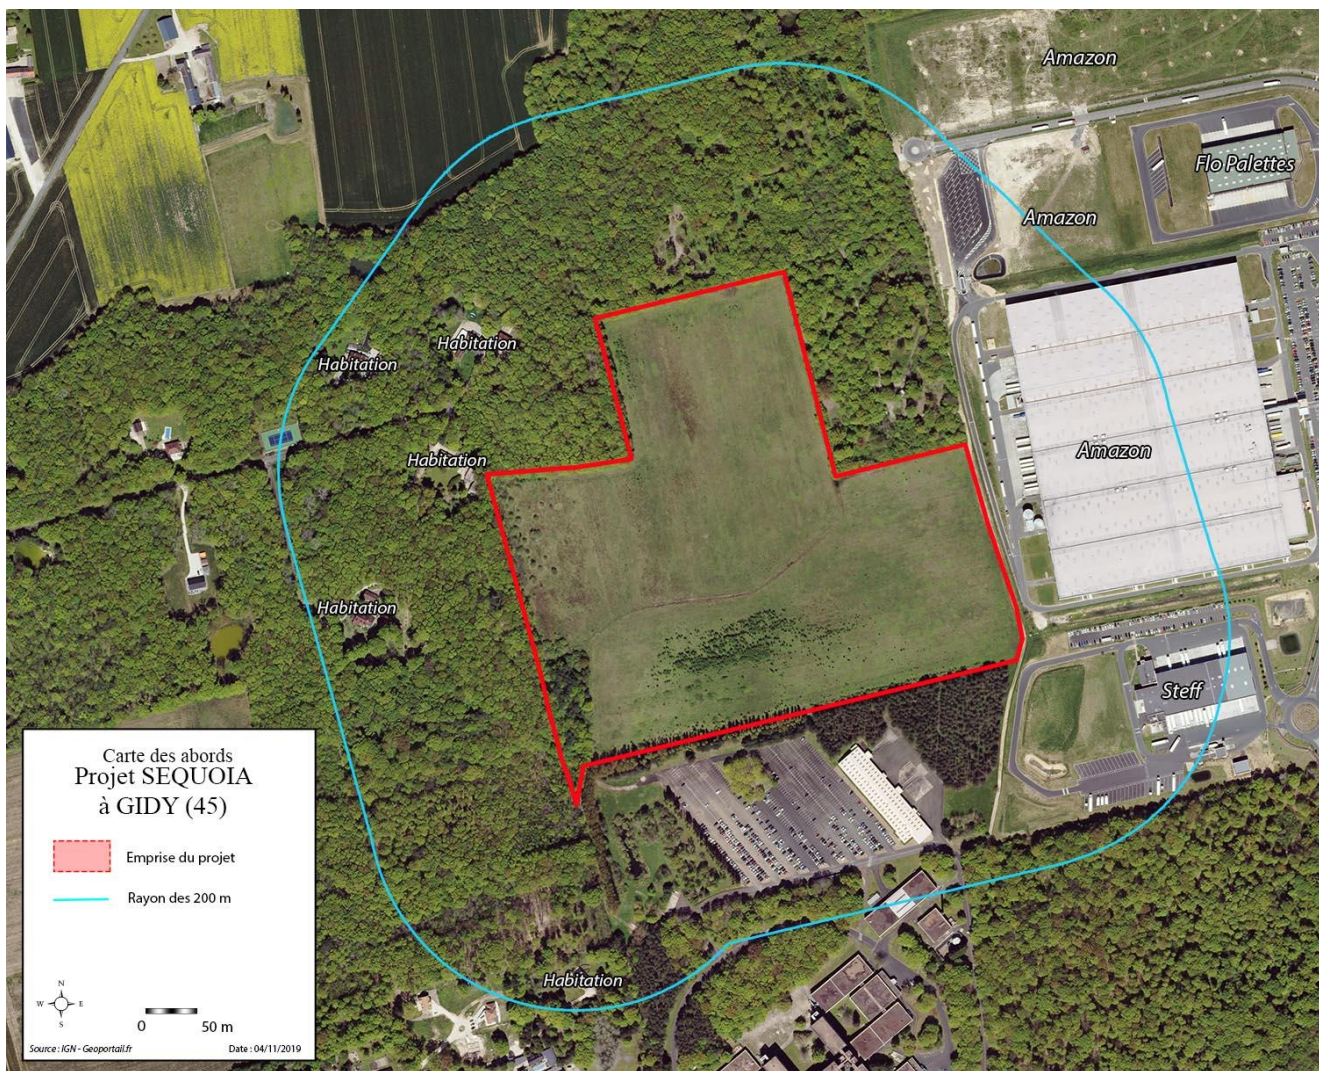 Amazon
Flo Palettes
Amazon
Habitation
Habitation
Amazon
Habitation
Habitation
Steff
Habitation
Carte des abords
Projet SEQUOIA
à GIDY (45)
Emprise du projet
Rayon des 200 m
N
W E
S
0 50 m
Source : IGN - Geoportail.fr
Date : 04/11/2019